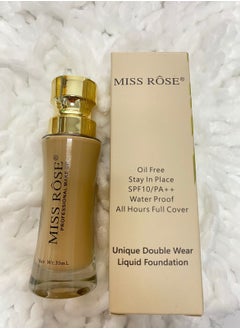 MISS RÔSE®
PROFESSIONAL MAKE UP
Net Wt:35mL
MISS RÔSE®
Oil Free
Stay In Place
SPF10/PA++
Water Proof
All Hours Full Cover
Unique Double Wear
Liquid Foundation